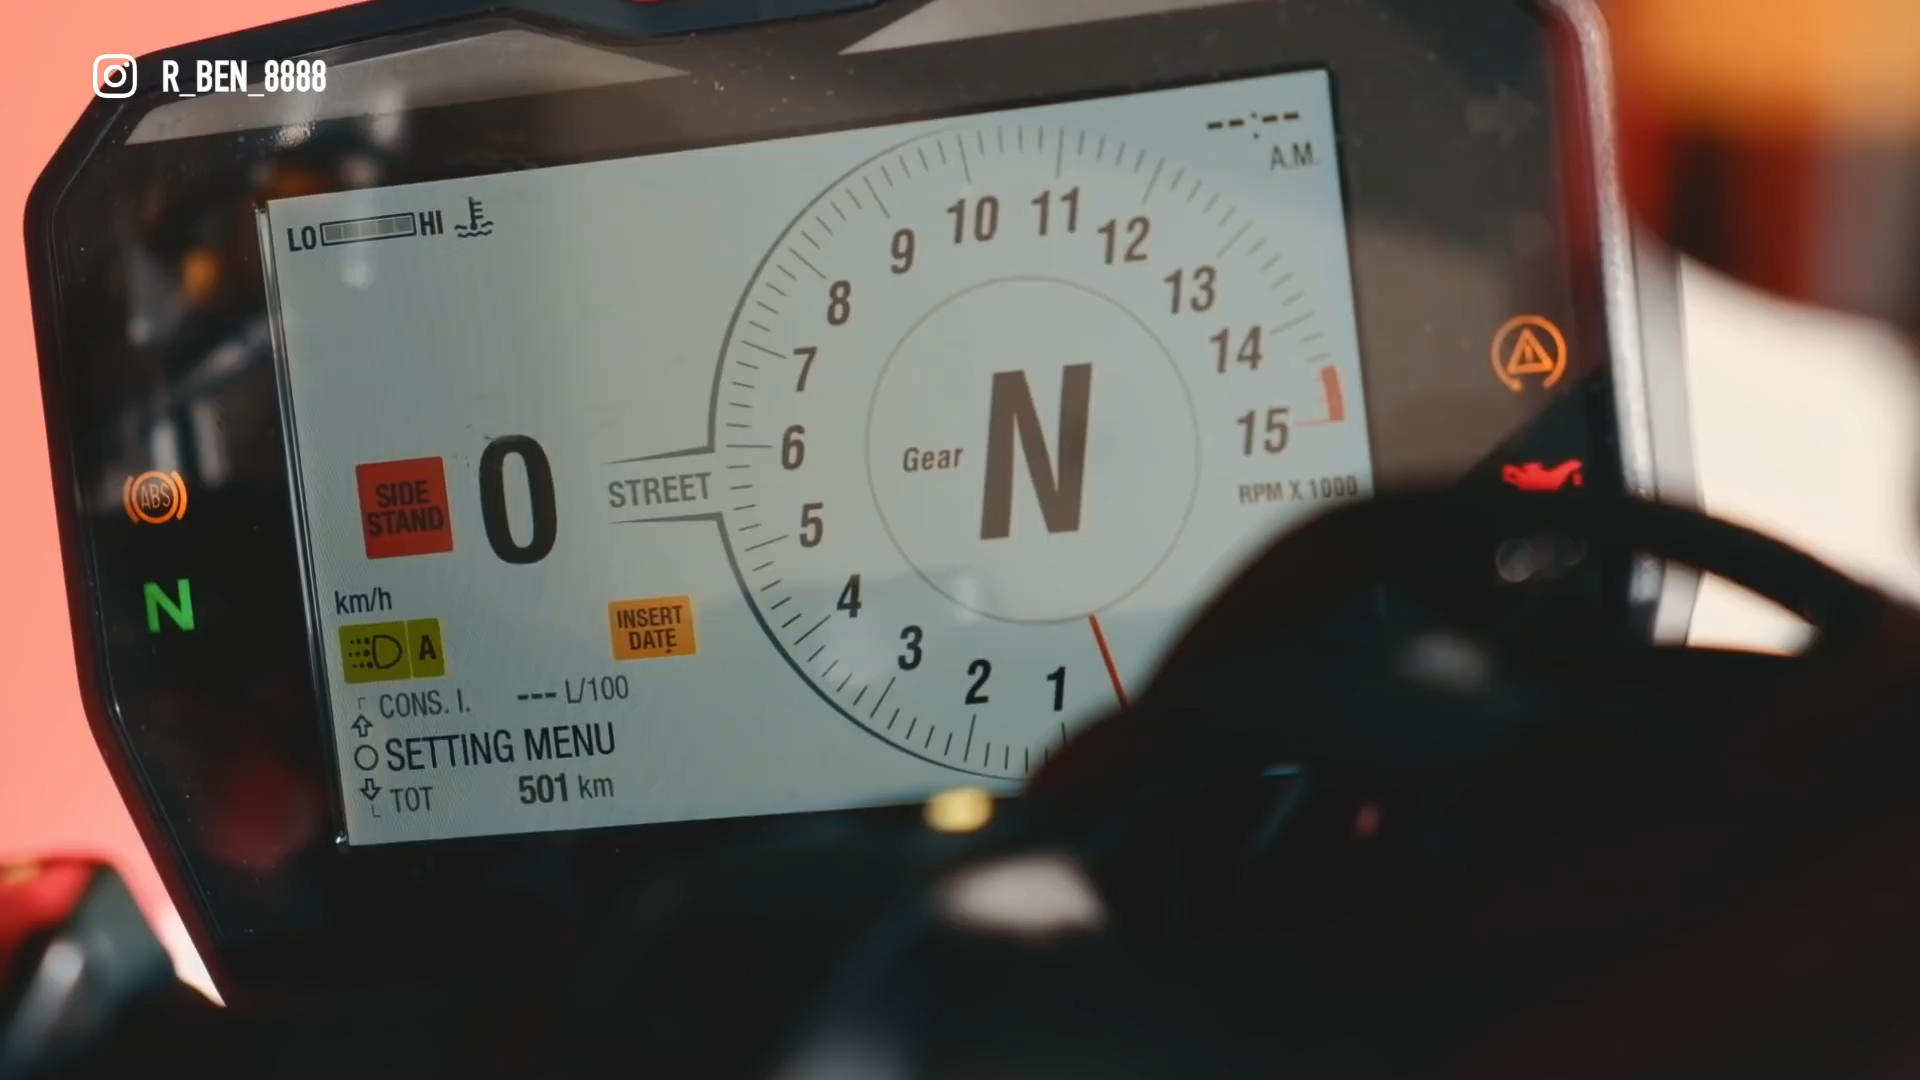 R_BEN_8888
--:--
A.M.
LO HI
10 11
9 12
8 13
7 14
6 15
5
4
3
2
1
RPM X 1000
Gear N
STREET
SIDE
STAND
0
ABS
N
km/h
A
INSERT
DATE
CONS. I. --- L/100
SETTING MENU
TOT 501 km